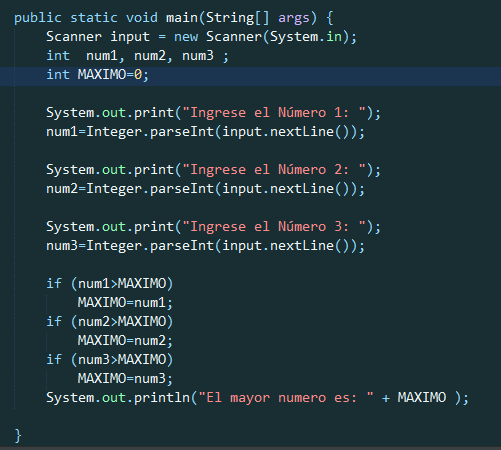 public static void main(String[] args) {
Scanner input = new Scanner(System.in);
int  num1, num2, num3 ;
int MAXIMO=0;
System.out.print("Ingrese el Número 1: ");
num1=Integer.parseInt(input.nextLine());
System.out.print("Ingrese el Número 2: ");
num2=Integer.parseInt(input.nextLine());
System.out.print("Ingrese el Número 3: ");
num3=Integer.parseInt(input.nextLine());
if (num1>MAXIMO)
MAXIMO=num1;
if (num2>MAXIMO)
MAXIMO=num2;
if (num3>MAXIMO)
MAXIMO=num3;
System.out.println("El mayor numero es: " + MAXIMO );
}